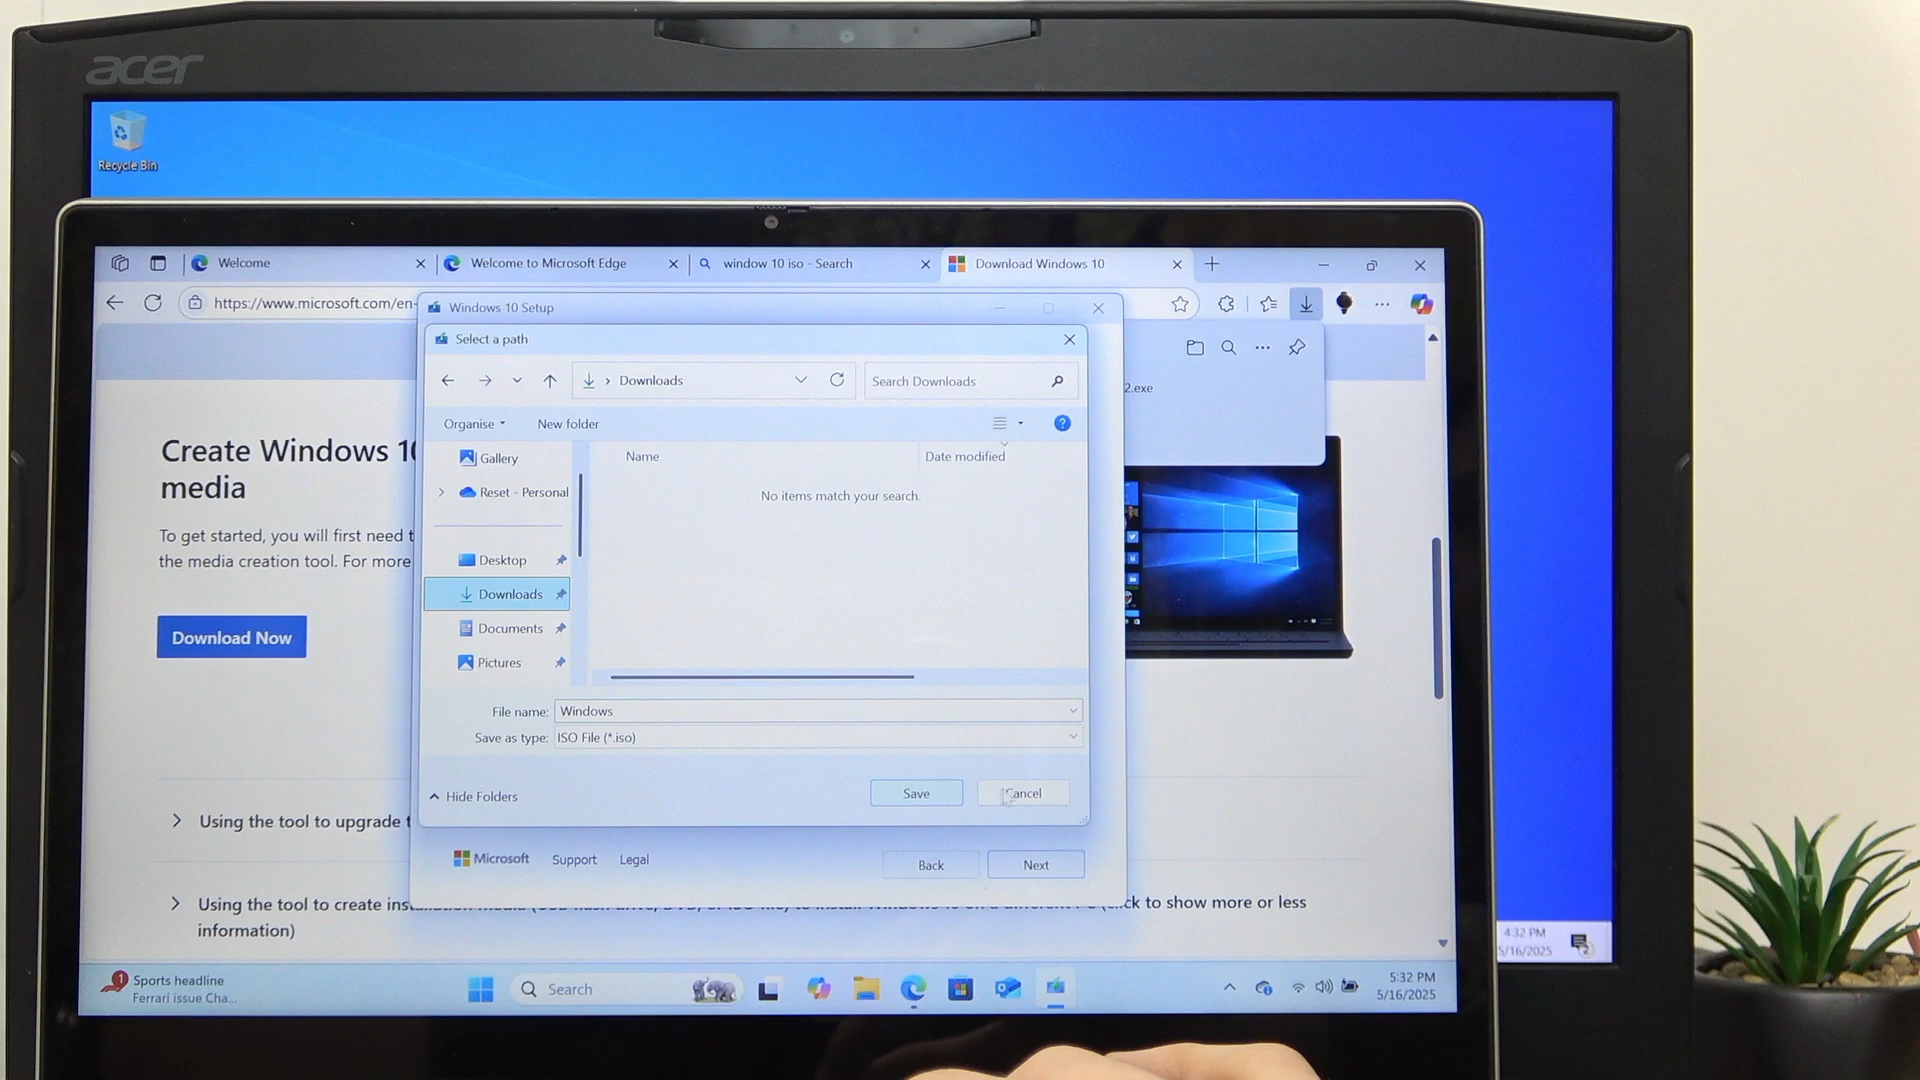 acer
Recycle Bin
Welcome
Welcome to Microsoft Edge
window 10 iso - Search
Download Windows 10
https://www.microsoft.com/en-
Windows 10 Setup
Select a path
Downloads
Search Downloads
2.exe
Organise
New folder
Gallery
Name
Date modified
Reset - Personal
No items match your search.
Desktop
Downloads
Documents
Pictures
Create Windows 10
media
To get started, you will first need t
the media creation tool. For more
Download Now
File name: Windows
Save as type: ISO File (*.iso)
Hide Folders
Save
Cancel
Using the tool to upgrade t
Microsoft
Support
Legal
Back
Next
Using the tool to create ins
ck to show more or less
information)
4:32 PM
5/16/2025
2
1
Sports headline
Ferrari issue Cha...
Search
5:32 PM
5/16/2025